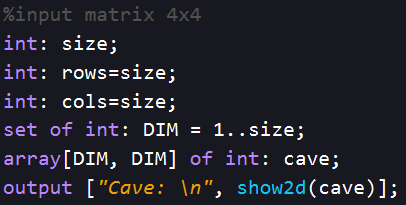 %input matrix 4x4
int: size;
int: rows=size;
int: cols=size;
set of int: DIM = 1..size;
array[DIM, DIM] of int: cave;
output ["Cave: \n", show2d(cave)];